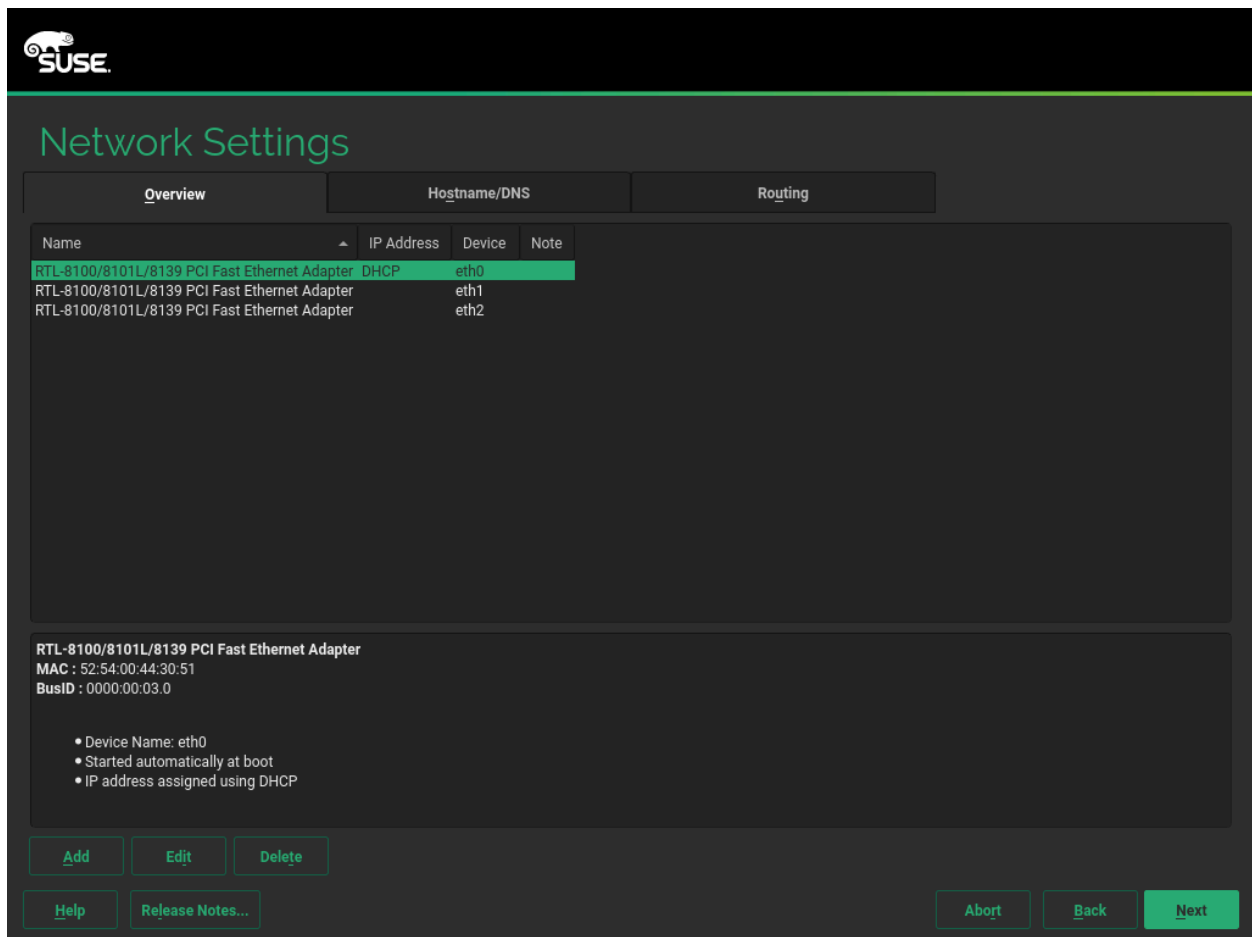 SUSE.
Network Settings
Overview Hostname/DNS Routing
Name IP Address Device Note
RTL-8100/8101L/8139 PCI Fast Ethernet Adapter DHCP eth0
RTL-8100/8101L/8139 PCI Fast Ethernet Adapter eth1
RTL-8100/8101L/8139 PCI Fast Ethernet Adapter eth2
RTL-8100/8101L/8139 PCI Fast Ethernet Adapter
MAC : 52:54:00:44:30:51
BusID : 0000:00:03.0
• Device Name: eth0
• Started automatically at boot
• IP address assigned using DHCP
Add Edit Delete
Help Release Notes... Abort Back Next